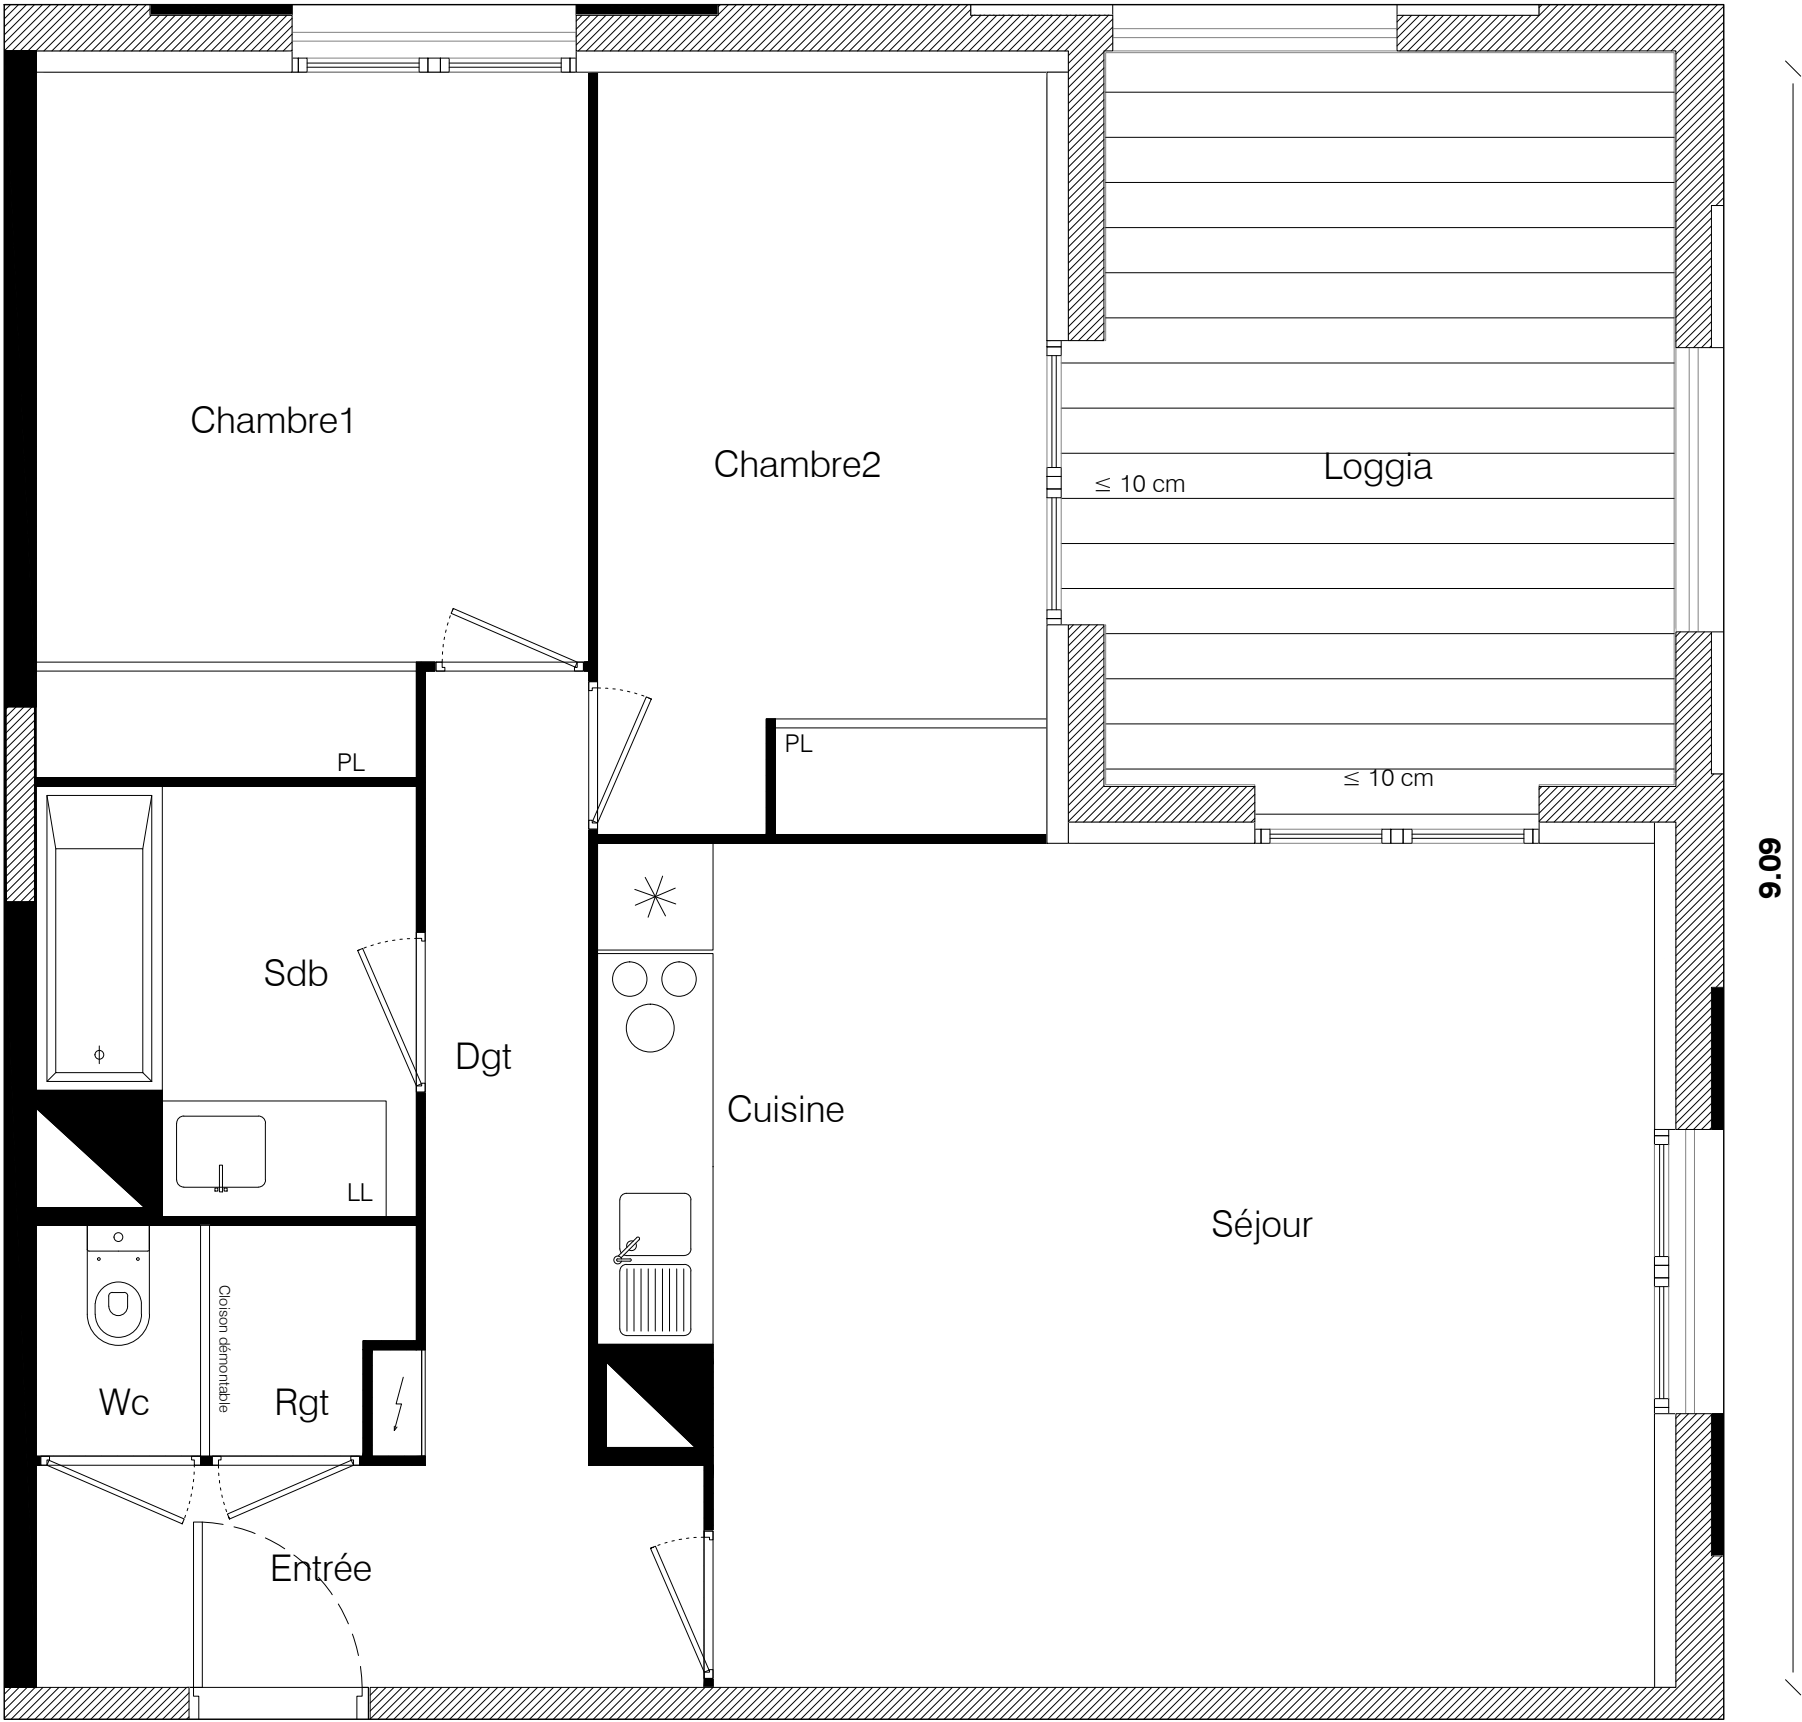 Chambre1
Chambre2
Loggia
≤ 10 cm
PL
PL
≤ 10 cm
9.09
Sdb
Dgt
Cuisine
LL
Séjour
Cloison démontable
Wc
Rgt
Entrée